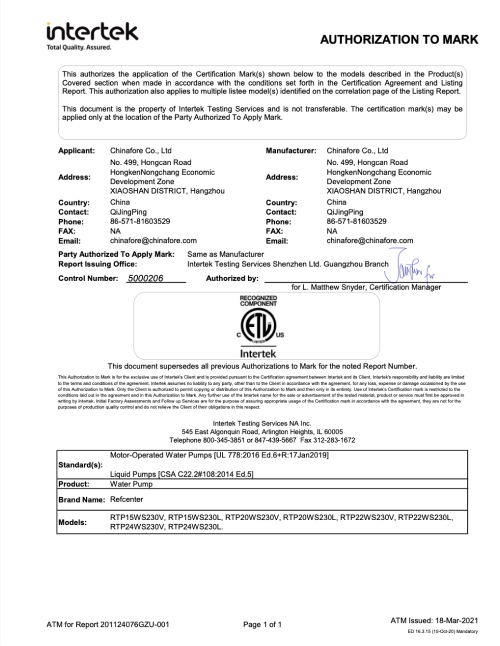 intertek
Total Quality. Assured.
AUTHORIZATION TO MARK
This authorizes the application of the Certification Mark(s) shown below to the models described in the Product(s)
Covered section when made in accordance with the conditions set forth in the Certification Agreement and Listing
Report. This authorization also applies to multiple listee model(s) identified on the correlation page of the Listing Report.
This document is the property of Intertek Testing Services and is not transferable. The certification mark(s) may be
applied only at the location of the Party Authorized To Apply Mark.
Applicant: Chinafore Co., Ltd Manufacturer: Chinafore Co., Ltd
Address: No. 499, Hongcan Road
HongkenNongchang Economic
Development Zone
XIAOSHAN DISTRICT, Hangzhou
Address: No. 499, Hongcan Road
HongkenNongchang Economic
Development Zone
XIAOSHAN DISTRICT, Hangzhou
Country: China Country: China
Contact: QiJingPing Contact: QiJingPing
Phone: 86-571-81603529 Phone: 86-571-81603529
FAX: NA FAX: NA
Email: chinafore@chinafore.com Email: chinafore@chinafore.com
Party Authorized To Apply Mark: Same as Manufacturer
Report Issuing Office: Intertek Testing Services Shenzhen Ltd. Guangzhou Branch
Control Number: 5000206 Authorized by:
for L. Matthew Snyder, Certification Manager
RECOGNIZED
COMPONENT
C ETL US
Intertek
This document supersedes all previous Authorizations to Mark for the noted Report Number.
This Authorization to Mark is for the exclusive use of Intertek's Client and is provided pursuant to the Certification agreement between Intertek and its Client. Intertek's responsibility and liability are limited
to the terms and conditions of the agreement. Intertek assumes no liability to any party, other than to the Client in accordance with the agreement, for any loss, expense or damage occasioned by the use
of this Authorization to Mark. Only the Client is authorized to permit copying or distribution of this Authorization to Mark and then only in its entirety. Use of Intertek's Certification mark is restricted to the
conditions laid out in the agreement and in this Authorization to Mark. Any further use of the Intertek name for the sale or advertisement of the tested material, product or service must first be approved in
writing by Intertek. Initial Factory Assessments and Follow up Services are for the purpose of assuring appropriate usage of the Certification mark in accordance with the agreement, they are not for the
purposes of production quality control and do not relieve the Client of their obligations in this respect.
Intertek Testing Services NA Inc.
545 East Algonquin Road, Arlington Heights, IL 60005
Telephone 800-345-3851 or 847-439-5667 Fax 312-283-1672
Standard(s): Motor-Operated Water Pumps [UL 778:2016 Ed.6+R:17Jan2019]
Liquid Pumps [CSA C22.2#108:2014 Ed.5]
Product: Water Pump
Brand Name: Refcenter
Models: RTP15WS230V, RTP15WS230L, RTP20WS230V, RTP20WS230L, RTP22WS230V, RTP22WS230L,
RTP24WS230V, RTP24WS230L.
ATM for Report 201124076GZU-001 Page 1 of 1 ATM Issued: 18-Mar-2021
ED 16.3.15 (15-Oct-20) Mandatory